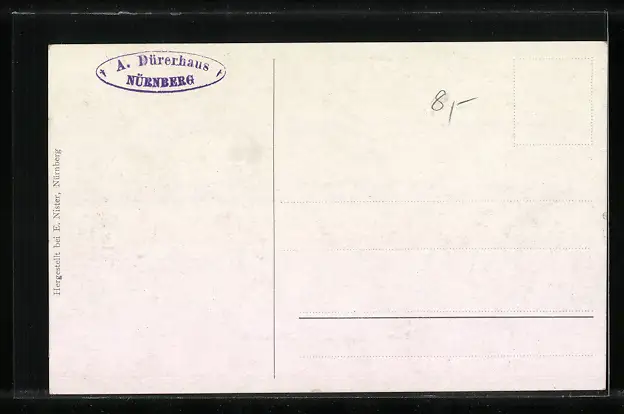 A. Dürerhaus
NÜRNBERG
8,-
Hergestellt bei E. Nister, Nürnberg